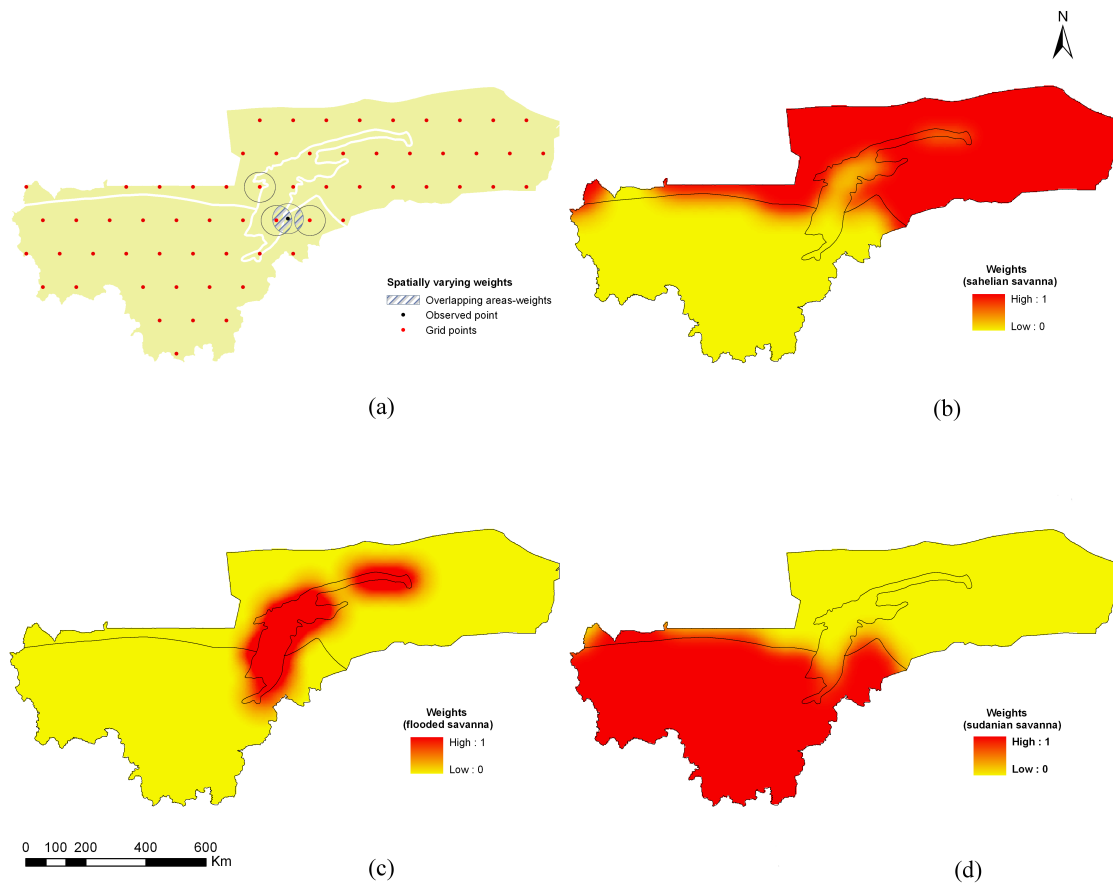 N
Spatially varying weights
Overlapping areas-weights
Observed point
Grid points
(a)
Weights
(sahelian savanna)
High : 1
Low : 0
(b)
Weights
(flooded savanna)
High : 1
Low : 0
0 100 200 400 600
Km
(c)
Weights
(sudanian savanna)
High : 1
Low : 0
(d)